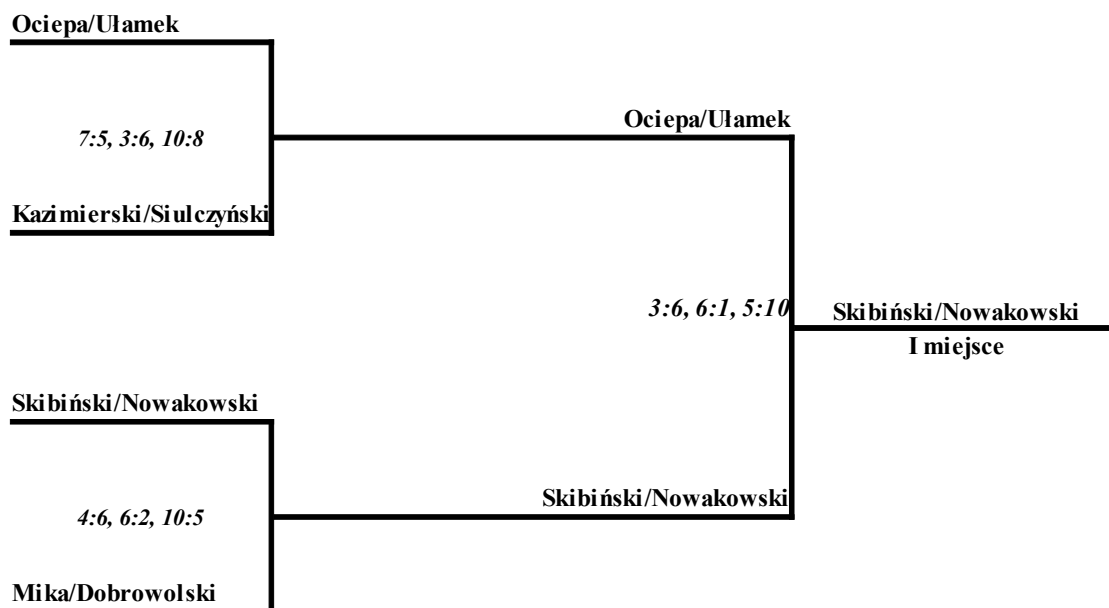 Ociepa/Ułamek
Ociepa/Ułamek
7:5, 3:6, 10:8
Kazimierski/Siulczyński
3:6, 6:1, 5:10
Skibiński/Nowakowski
I miejsce
Skibiński/Nowakowski
Skibiński/Nowakowski
4:6, 6:2, 10:5
Mika/Dobrowolski